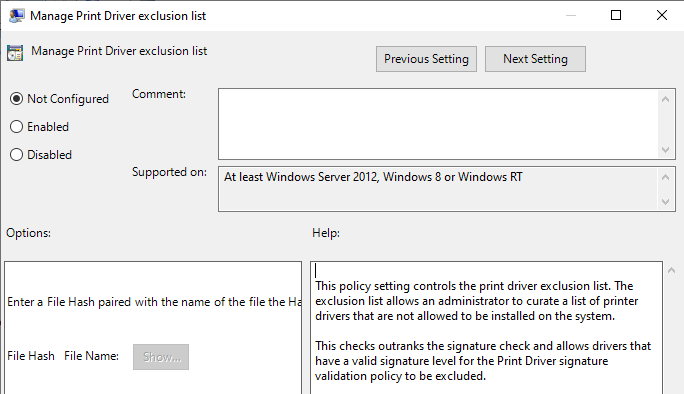 Manage Print Driver exclusion list
Manage Print Driver exclusion list
Previous Setting
Next Setting
Not Configured
Comment:
Enabled
Disabled
Supported on:
At least Windows Server 2012, Windows 8 or Windows RT
Options:
Help:
Enter a File Hash paired with the name of the file the Ha
File Hash File Name:
Show...
This policy setting controls the print driver exclusion list. The
exclusion list allows an administrator to curate a list of printer
drivers that are not allowed to be installed on the system.
This checks outranks the signature check and allows drivers that
have a valid signature level for the Print Driver signature
validation policy to be excluded.